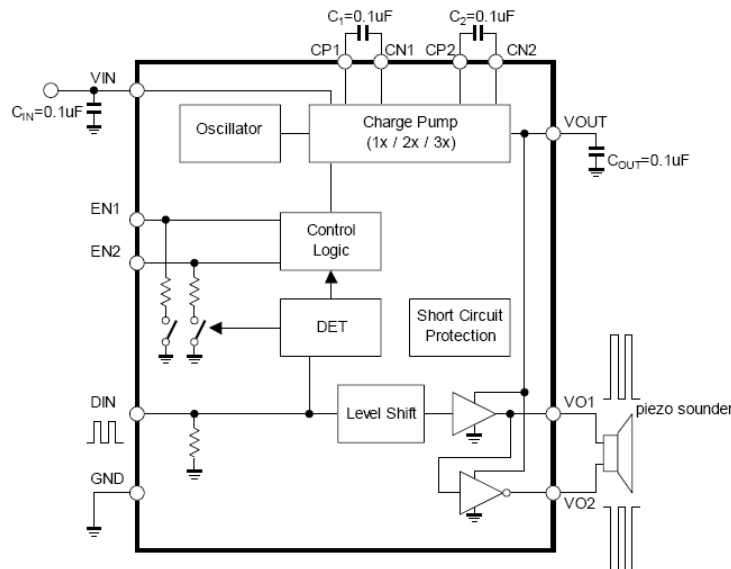 C1=0.1uF
C2=0.1uF
CP1
CN1
CP2
CN2
VIN
CIN=0.1uF
Oscillator
Charge Pump
(1x / 2x / 3x)
VOUT
COUT=0.1uF
EN1
EN2
Control
Logic
DET
Short Circuit
Protection
DIN
Level Shift
VO1
piezo sounder
GND
VO2